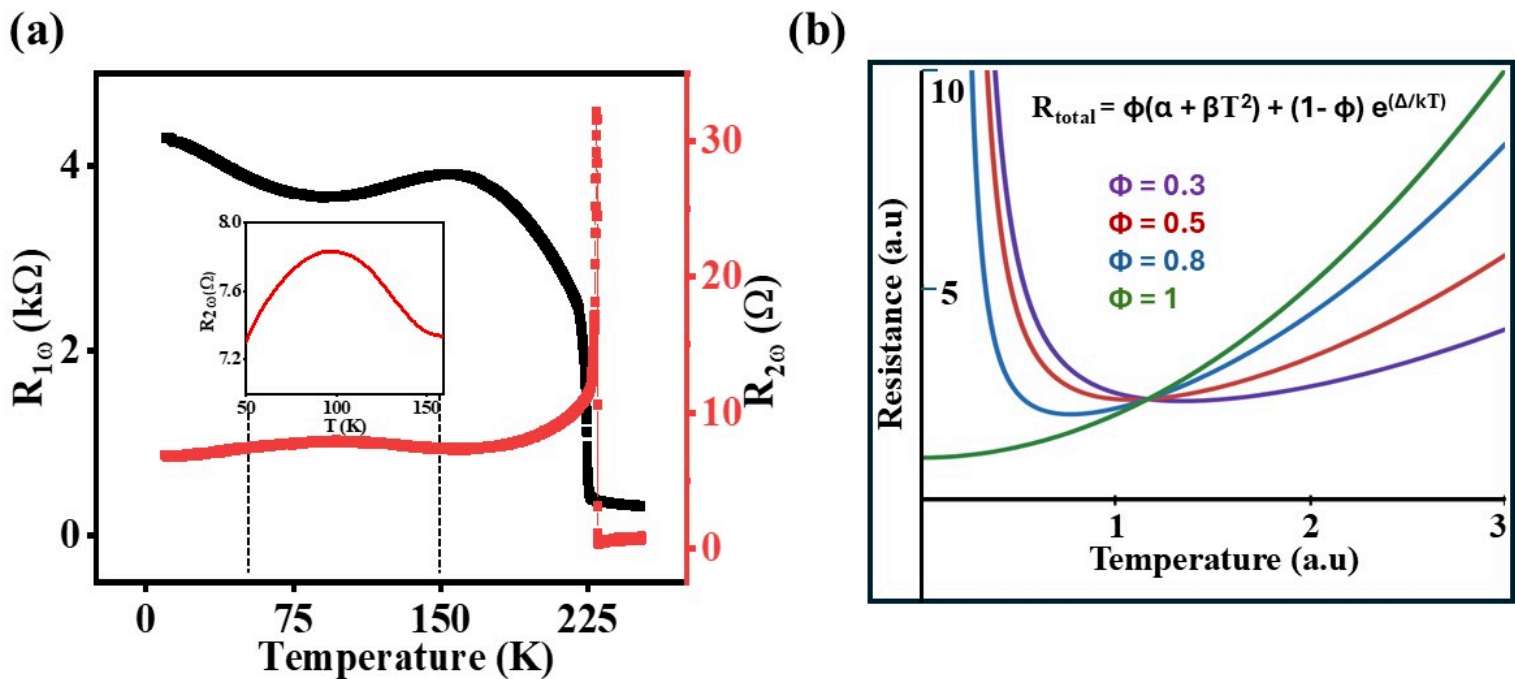 (a)
R1ω (kΩ)
4
2
0
R2ω (Ω)
30
20
10
0
R2ω(Ω)
8.0
7.6
7.2
50
100
150
T (K)
0
75
150
225
Temperature (K)
(b)
Resistance (a.u)
10
5
Rtotal = ϕ(α + βT²) + (1- ϕ) e^(Δ/kT)
Φ = 0.3
Φ = 0.5
Φ = 0.8
Φ = 1
1
2
3
Temperature (a.u)